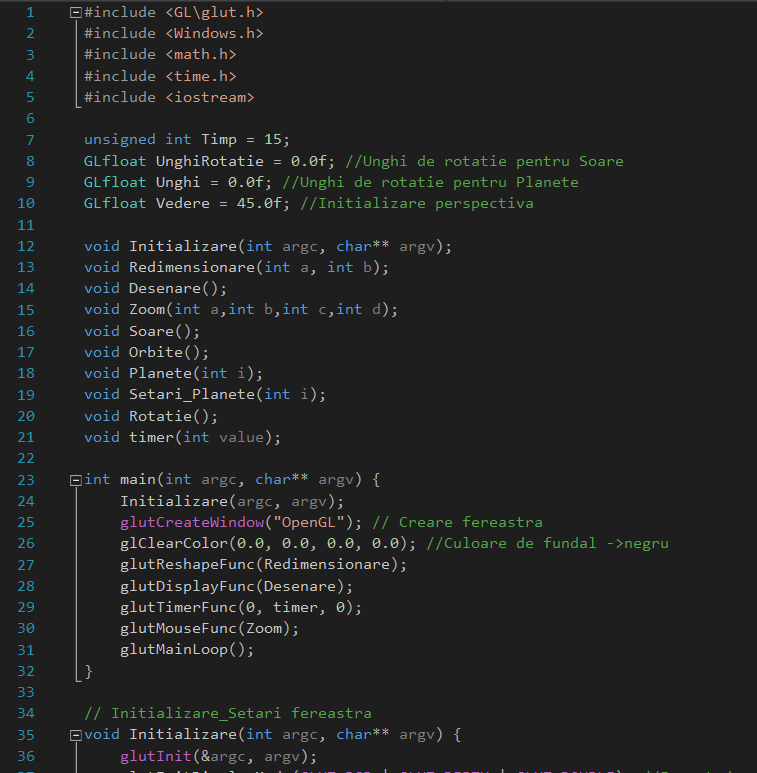 1 #include <GL\glut.h>
2 #include <Windows.h>
3 #include <math.h>
4 #include <time.h>
5 #include <iostream>
6
7 unsigned int Timp = 15;
8 GLfloat UnghiRotatie = 0.0f; //Unghi de rotatie pentru Soare
9 GLfloat Unghi = 0.0f; //Unghi de rotatie pentru Planete
10 GLfloat Vedere = 45.0f; //Initializare perspectiva
11
12 void Initializare(int argc, char** argv);
13 void Redimensionare(int a, int b);
14 void Desenare();
15 void Zoom(int a,int b,int c,int d);
16 void Soare();
17 void Orbite();
18 void Planete(int i);
19 void Setari_Planete(int i);
20 void Rotatie();
21 void timer(int value);
22
23 int main(int argc, char** argv) {
24 Initializare(argc, argv);
25 glutCreateWindow("OpenGL"); // Creare fereastra
26 glClearColor(0.0, 0.0, 0.0, 0.0); //Culoare de fundal ->negru
27 glutReshapeFunc(Redimensionare);
28 glutDisplayFunc(Desenare);
29 glutTimerFunc(0, timer, 0);
30 glutMouseFunc(Zoom);
31 glutMainLoop();
32 }
33
34 // Initializare_Setari fereastra
35 void Initializare(int argc, char** argv) {
36 glutInit(&argc, argv);